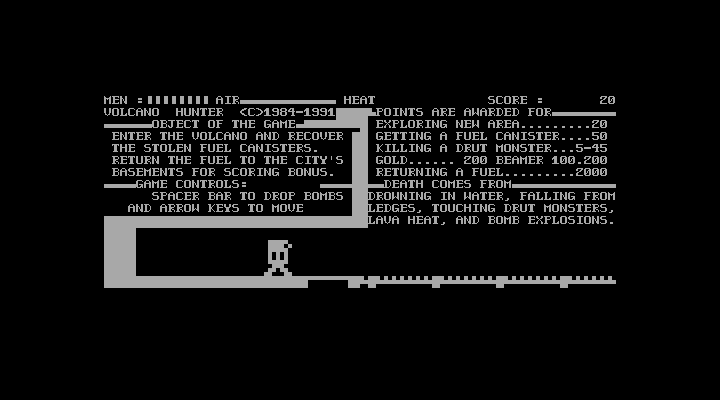 MEN : AIR HEAT SCORE : 20
VOLCANO HUNTER <C>1984-1991
OBJECT OF THE GAME
ENTER THE VOLCANO AND RECOVER
THE STOLEN FUEL CANISTERS.
RETURN THE FUEL TO THE CITY'S
BASEMENTS FOR SCORING BONUS.
GAME CONTROLS:
SPACER BAR TO DROP BOMBS
AND ARROW KEYS TO MOVE
POINTS ARE AWARDED FOR
EXPLORING NEW AREA.........20
GETTING A FUEL CANISTER....50
KILLING A DRUT MONSTER...5-45
GOLD...... 200 BEAMER 100.200
RETURNING A FUEL.........2000
DEATH COMES FROM
DROWNING IN WATER, FALLING FROM
LEDGES, TOUCHING DRUT MONSTERS,
LAVA HEAT, AND BOMB EXPLOSIONS.